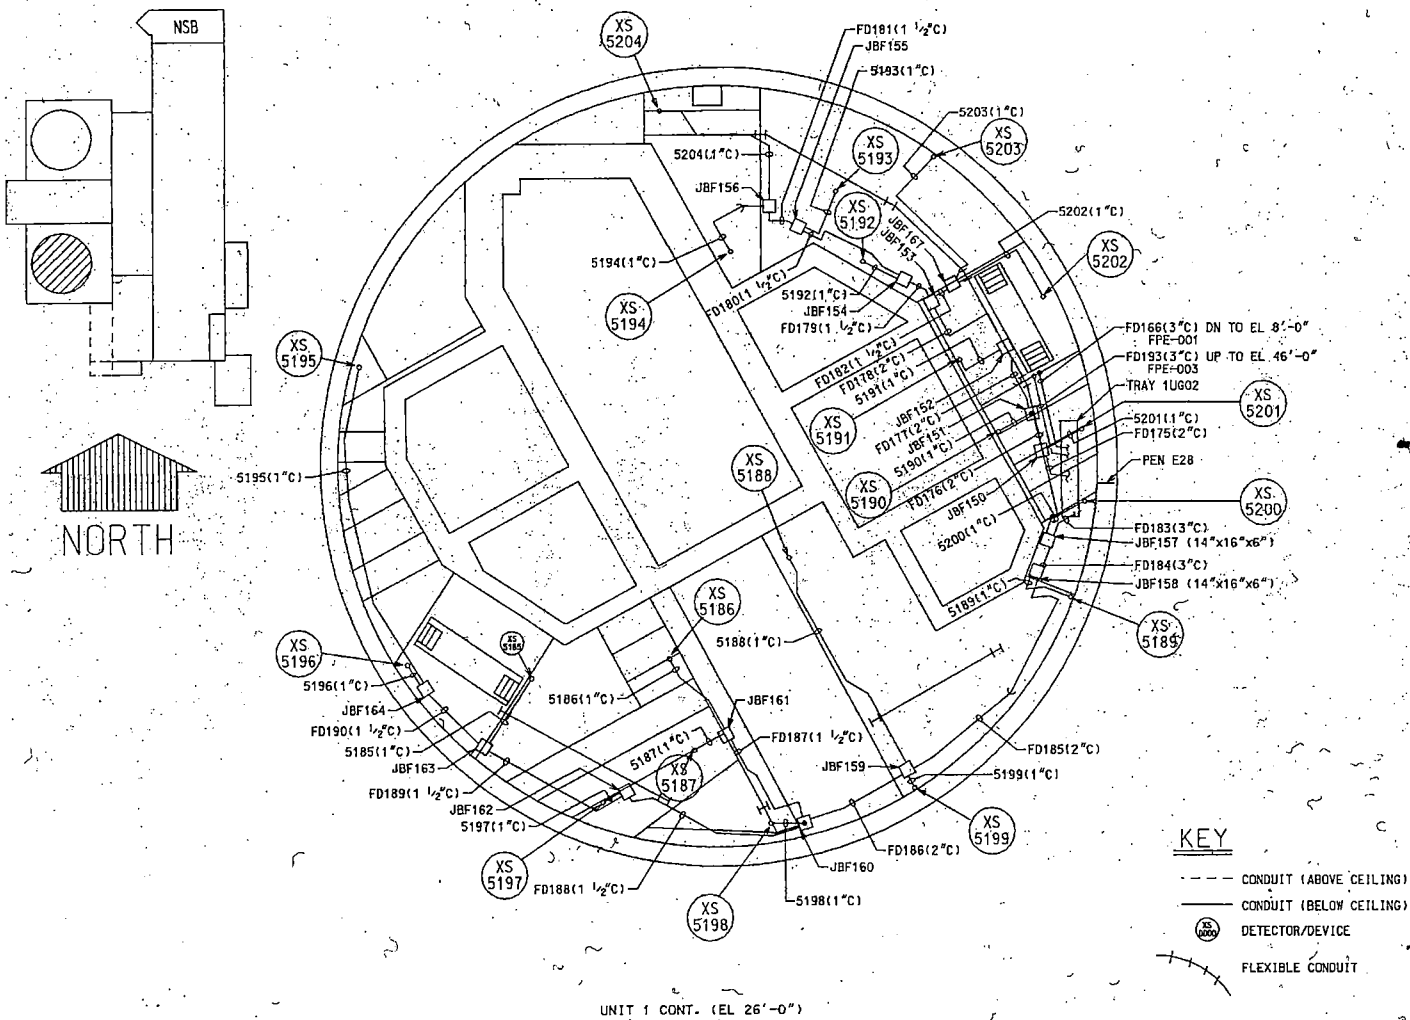 NSB
NORTH
XS
5204
FD181(1 1/2"C)
JBF155
5193(1"C)
5203(1"C)
XS
5203
XS
5193
5204(1"C)
JBF156
XS
5192
JBF167
JBF153
5202(1"C)
XS
5202
5194(1"C)
XS
5194
FD180(1 1/2"C)
5192(1"C)
JBF154
FD179(1 1/2"C)
FD166(3"C) DN TO EL 8'-0"
FPE-001
FD193(3"C) UP TO EL 46'-0"
FPE-003
TRAY 1UG02
XS
5195
FD182(1 1/2"C)
FD178(2"C)
5191(1"C)
XS
5191
JBF152
FD177(2"C)
JBF151
5190(1"C)
XS
5201
5201(1"C)
FD175(2"C)
PEN E28
5195(1"C)
XS
5188
XS
5190
FD176(2"C)
JBF150
5200(1"C)
XS
5200
FD183(3"C)
JBF157 (14"x16"x6")
FD184(3"C)
JBF158 (14"x16"x6")
5189(1"C)
XS
5189
XS
5186
5188(1"C)
XS
5185
XS
5196
5196(1"C)
JBF164
FD190(1 1/2"C)
5185(1"C)
JBF163
FD189(1 1/2"C)
JBF162
5197(1"C)
5186(1"C)
JBF161
5187(1"C)
FD187(1 1/2"C)
XS
5187
JBF159
FD185(2"C)
5199(1"C)
XS
5199
FD186(2"C)
XS
5197
FD188(1 1/2"C)
JBF160
5198(1"C)
XS
5198
KEY
CONDUIT (ABOVE CEILING)
CONDUIT (BELOW CEILING)
XS
0000
DETECTOR/DEVICE
FLEXIBLE CONDUIT
UNIT 1 CONT. (EL 26'-0")